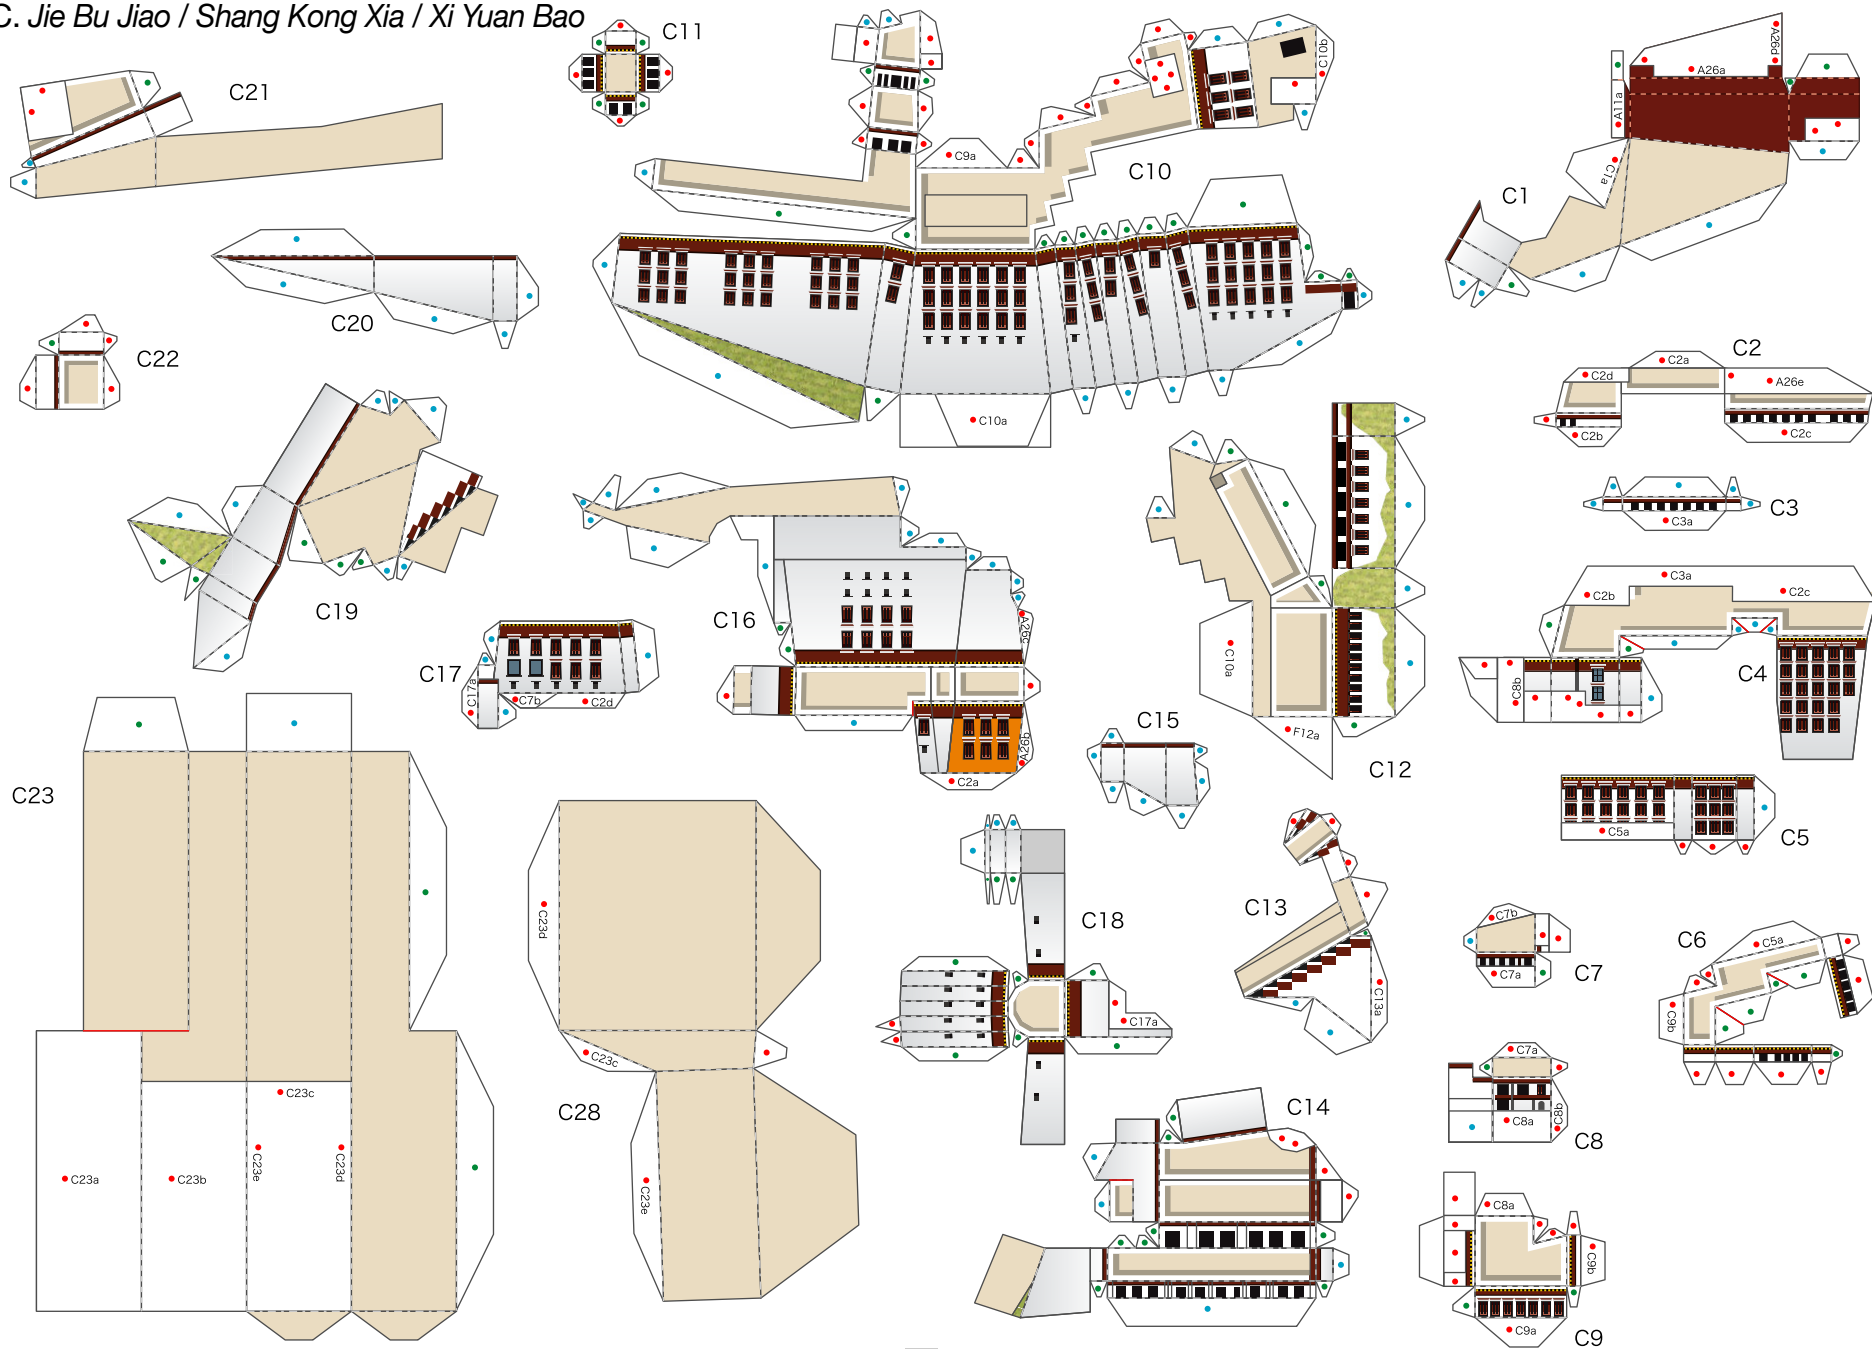 C. Jie Bu Jiao / Shang Kong Xia / Xi Yuan Bao
C21
C11
C9a
C10
C10b
A26d
A26a
A11a
C1a
C1
C20
C22
C10a
C2
C2a
C2d
A26e
C2b
C2c
C3
C3a
C19
C16
A26c
A26b
C2a
C17
C17a
C7b
C2d
C10a
F12a
C12
C15
C3a
C2b
C2c
C8b
C4
C5a
C5
C23
C23a
C23b
C23c
C23e
C23d
C23d
C23c
C23e
C28
C18
C17a
C13
C13a
C14
C7b
C7a
C7
C6
C5a
C9b
C7a
C8a
C8b
C8
C8a
C9b
C9a
C9